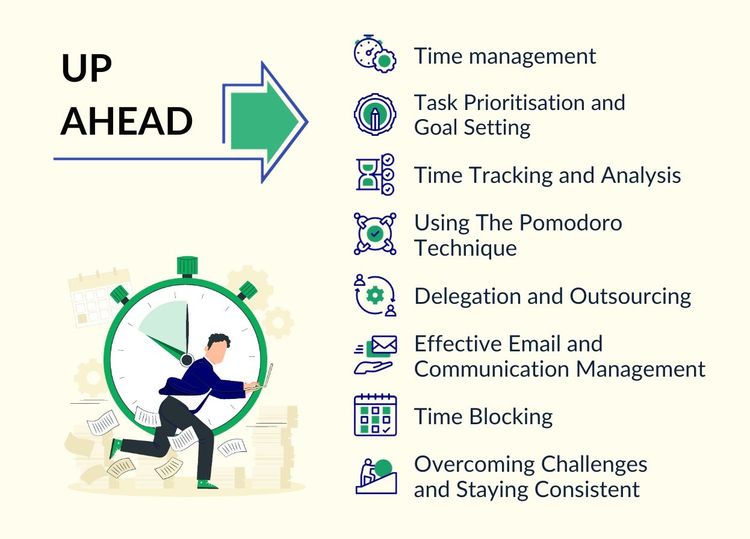 UP
AHEAD
Time management
Task Prioritisation and
Goal Setting
Time Tracking and Analysis
Using The Pomodoro
Technique
Delegation and Outsourcing
Effective Email and
Communication Management
Time Blocking
Overcoming Challenges
and Staying Consistent